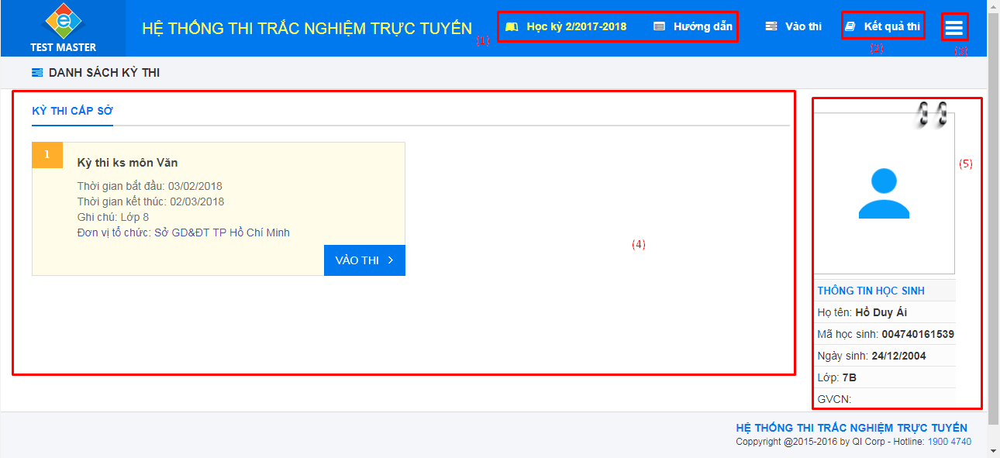 TEST MASTER
HỆ THỐNG THI TRẮC NGHIỆM TRỰC TUYẾN
(1)
Học kỳ 2/2017-2018
Hướng dẫn
Vào thi
Kết quả thi
(2)
(3)
DANH SÁCH KỲ THI
KỲ THI CẤP SỞ
1
Kỳ thi ks môn Văn
Thời gian bắt đầu: 03/02/2018
Thời gian kết thúc: 02/03/2018
Ghi chú: Lớp 8
Đơn vị tổ chức: Sở GD&ĐT TP Hồ Chí Minh
VÀO THI
(4)
(5)
THÔNG TIN HỌC SINH
Họ tên: Hồ Duy Ái
Mã học sinh: 004740161539
Ngày sinh: 24/12/2004
Lớp: 7B
GVCN:
HỆ THỐNG THI TRẮC NGHIỆM TRỰC TUYẾN
Coppyright @2015-2016 by QI Corp - Hotline: 1900 4740